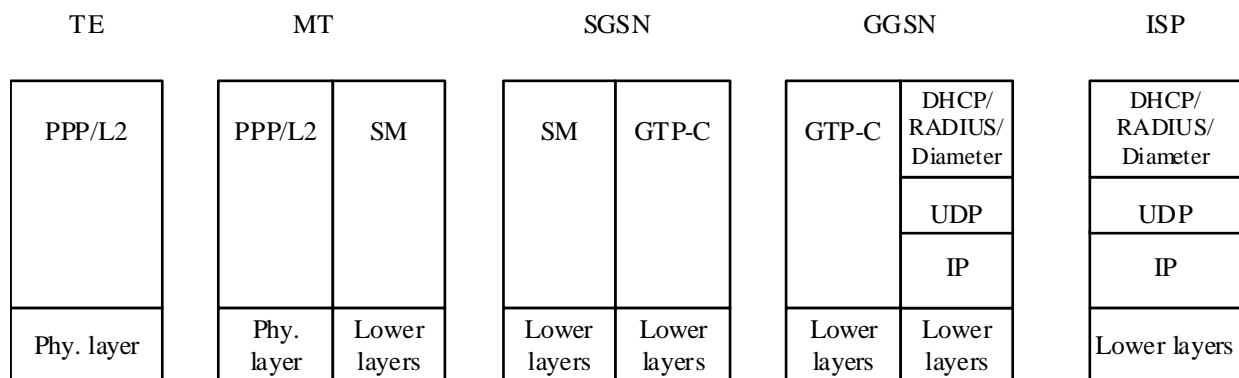 TE
MT
SGSN
GGSN
ISP
PPP/L2
PPP/L2
SM
SM
GTP-C
GTP-C
DHCP/
RADIUS/
Diameter
UDP
IP
DHCP/
RADIUS/
Diameter
UDP
IP
Phy. layer
Phy.
layer
Lower
layers
Lower
layers
Lower
layers
Lower
layers
Lower
layers
Lower layers